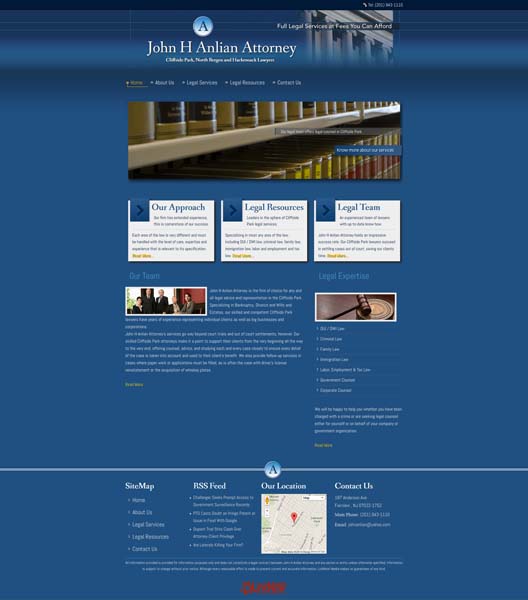 Tel: (201) 943-1110
A
Full Legal Services at Fees You Can Afford
John H Anlian Attorney
Cliffside Park, North Bergen and Hackensack Lawyers
Home
About Us
Legal Services
Legal Resources
Contact Us
Our legal team offers legal counsel in Cliffside Park
Know more about our services
Our Approach
Our firm has extended experience,
this is cornerstone of our success
Each area of the law is very different and must
be handled with the level of care, expertise and
experience that is relevant to its specification.
Read More..
Legal Resources
Leaders in the sphere of Cliffside
Park legal services
Specializing in most any area of the law,
including DUI / DWI law, criminal law, family law,
immigration law, labor and employment and tax
law.
Read More..
Legal Team
An experienced team of lawyers
with up to date know how
John H Anlian Attorney holds an impressive
success rate. Our Cliffside Park lawyers succeed
in settling cases out of court, saving our clients
time.
Read More..
Our Team
John H Anlian Attorney is the firm of choice for any and
all legal advice and representation in the Cliffside Park.
Specializing in Bankruptcy, Divorce and Wills and
Estates, our skilled and competent Cliffside Park
lawyers have years of experience representing individual clients as well as big businesses and
corporations.
John H Anlian Attorney's services go way beyond court trials and out of court settlements. However, Our
skilled Cliffside Park attorneys make it a point to support their clients from the very beginning all the way
to the very end, offering counsel, advice, and studying each and every case closely to ensure every detail
of the case is taken into account and used to their client's benefit. We also provide follow up services in
cases where paper work or applications must be filed, as is often the case with driver's license
reinstatement or the acquisition of
Read More
Legal Expertise
DUI / DWI Law
Criminal Law
Family Law
Immigration Law
Labor, Employment & Tax Law
Government Counsel
Corporate Counsel
We will be happy to help you whether you have been
charged with a crime or are seeking legal counsel
either for yourself or on behalf of your company or
government organization.
Read More
A
SiteMap
Home
About Us
Legal Services
Legal Resources
Contact Us
RSS Feed
Challenger Seeks Prompt Access to
Government Surveillance Records
PTO Casts Doubt on Vringo Patent at
Issue in Feud With Google
Dupont Trial Sites Clash Over
Attorney-Client Privilege
Are Laterals Killing Your Firm?
Our Location
Map
Contact Us
Anderson Ave
Fairview , NJ 07022-1752
Main Phone: (201) 943-1110
Email: johnanlian@yahoo.com